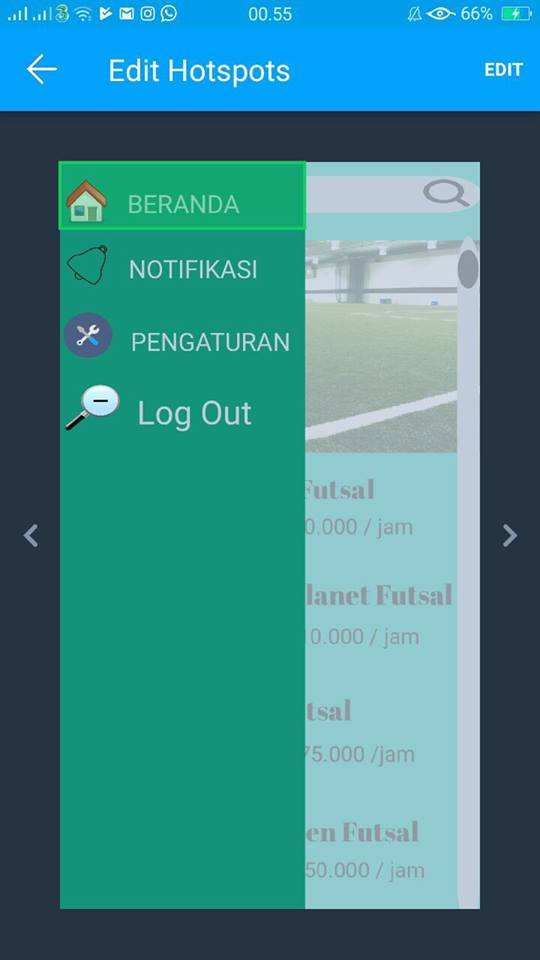 00.55
66%
Edit Hotspots
EDIT
BERANDA
NOTIFIKASI
PENGATURAN
Log Out
Futsal
0.000 / jam
lanet Futsal
0.000 / jam
tsal
75.000 /jam
en Futsal
50.000 / jam